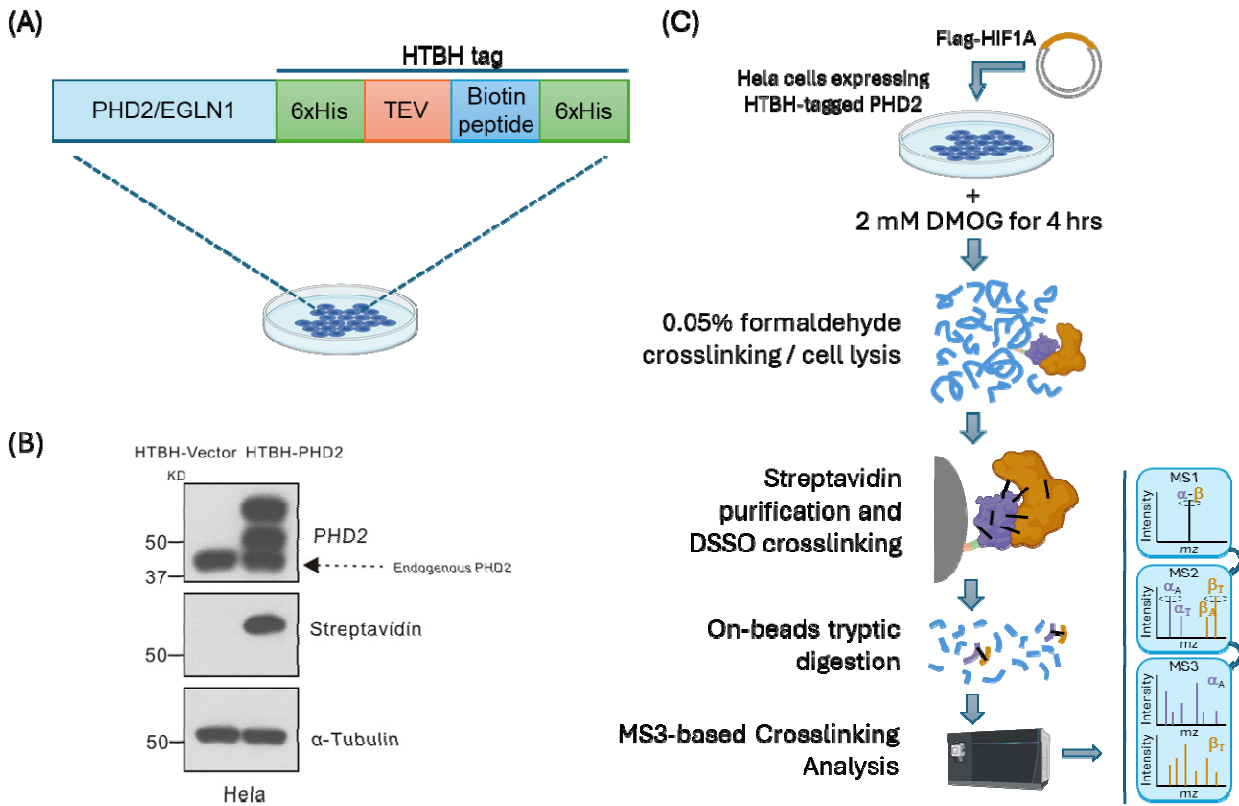 (A)
HTBH tag
PHD2/EGLN1
6xHis
TEV
Biotin
peptide
6xHis
(B)
HTBH-Vector HTBH-PHD2
KD
50
37
PHD2
Endogenous PHD2
Streptavidin
50
α-Tubulin
50
Hela
(C)
Flag-HIF1A
Hela cells expressing
HTBH-tagged PHD2
+
2 mM DMOG for 4 hrs
0.05% formaldehyde
crosslinking / cell lysis
Streptavidin
purification and
DSSO crosslinking
On-beads tryptic
digestion
MS3-based Crosslinking
Analysis
MS1
α-β
Intensity
mz
MS2
αA
αT
βA
βT
Intensity
mz
MS3
αA
Intensity
mz
βT
Intensity
mz